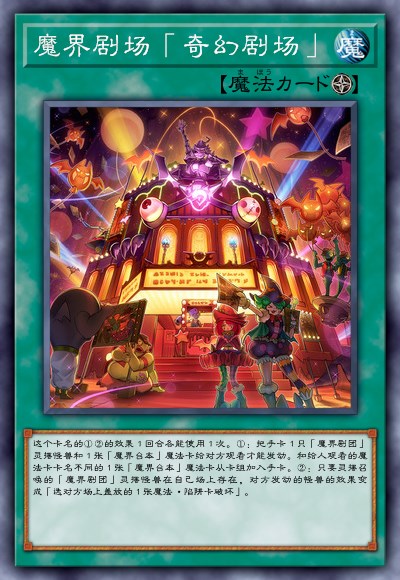 魔界剧场「奇幻剧场」
魔
【魔法カード】
まほう
这个卡名的①②的效果1回合各能使用1次。①：把手卡1只「魔界剧团」
灵摆怪兽和1张「魔界台本」魔法卡给对方观看才能发动。和给人观看的魔
法卡卡名不同的1张「魔界台本」魔法卡从卡组加入手卡。②：只要灵摆召
唤的「魔界剧团」灵摆怪兽在自己场上存在，对方发动的怪兽的效果变
成「选对方场上盖放的1张魔法·陷阱卡破坏」。